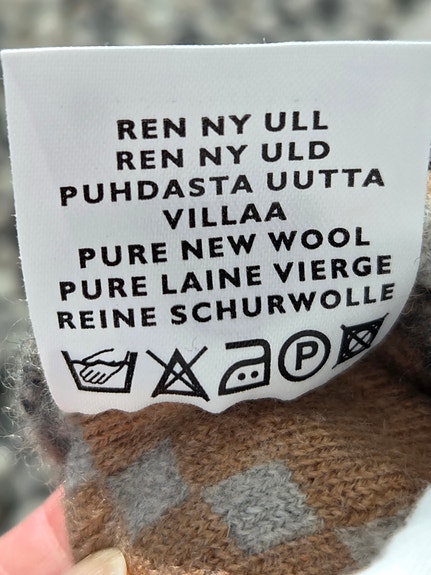 REN NY ULL
REN NY ULD
PUHDASTA UUTTA
VILLAA
PURE NEW WOOL
PURE LAINE VIERGE
REINE SCHURWOLLE
P